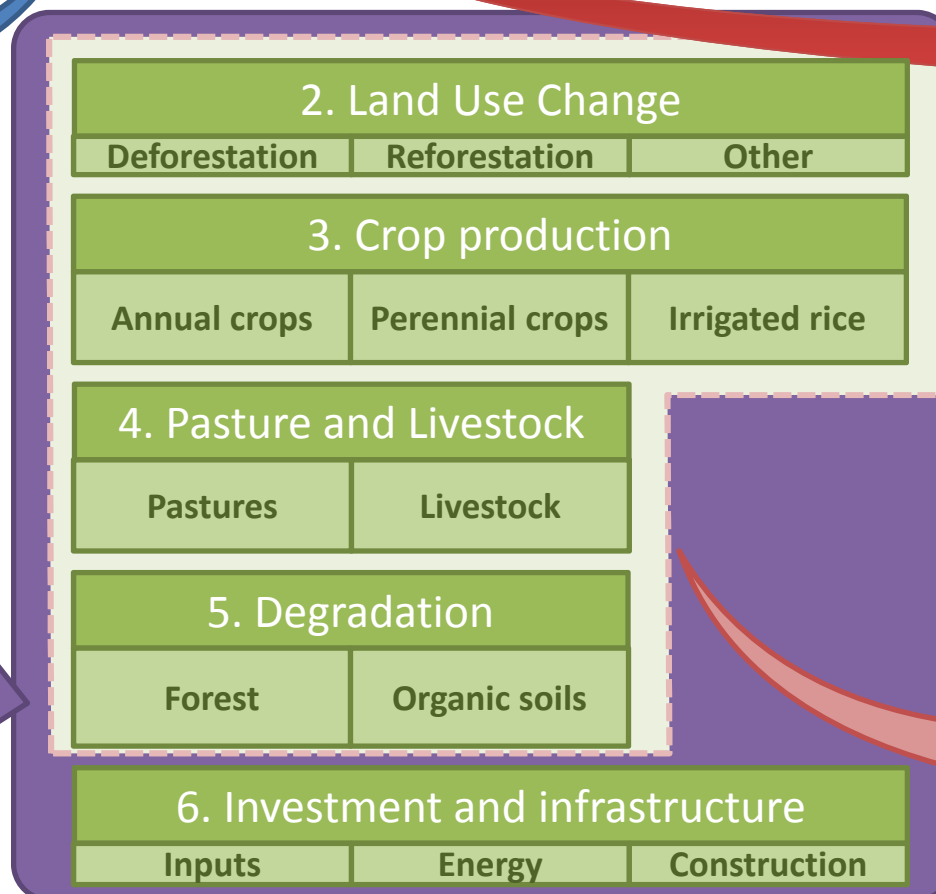 2. Land Use Change
Deforestation Reforestation Other
3. Crop production
Annual crops Perennial crops Irrigated rice
4. Pasture and Livestock
Pastures Livestock
5. Degradation
Forest Organic soils
6. Investment and infrastructure
Inputs Energy Construction